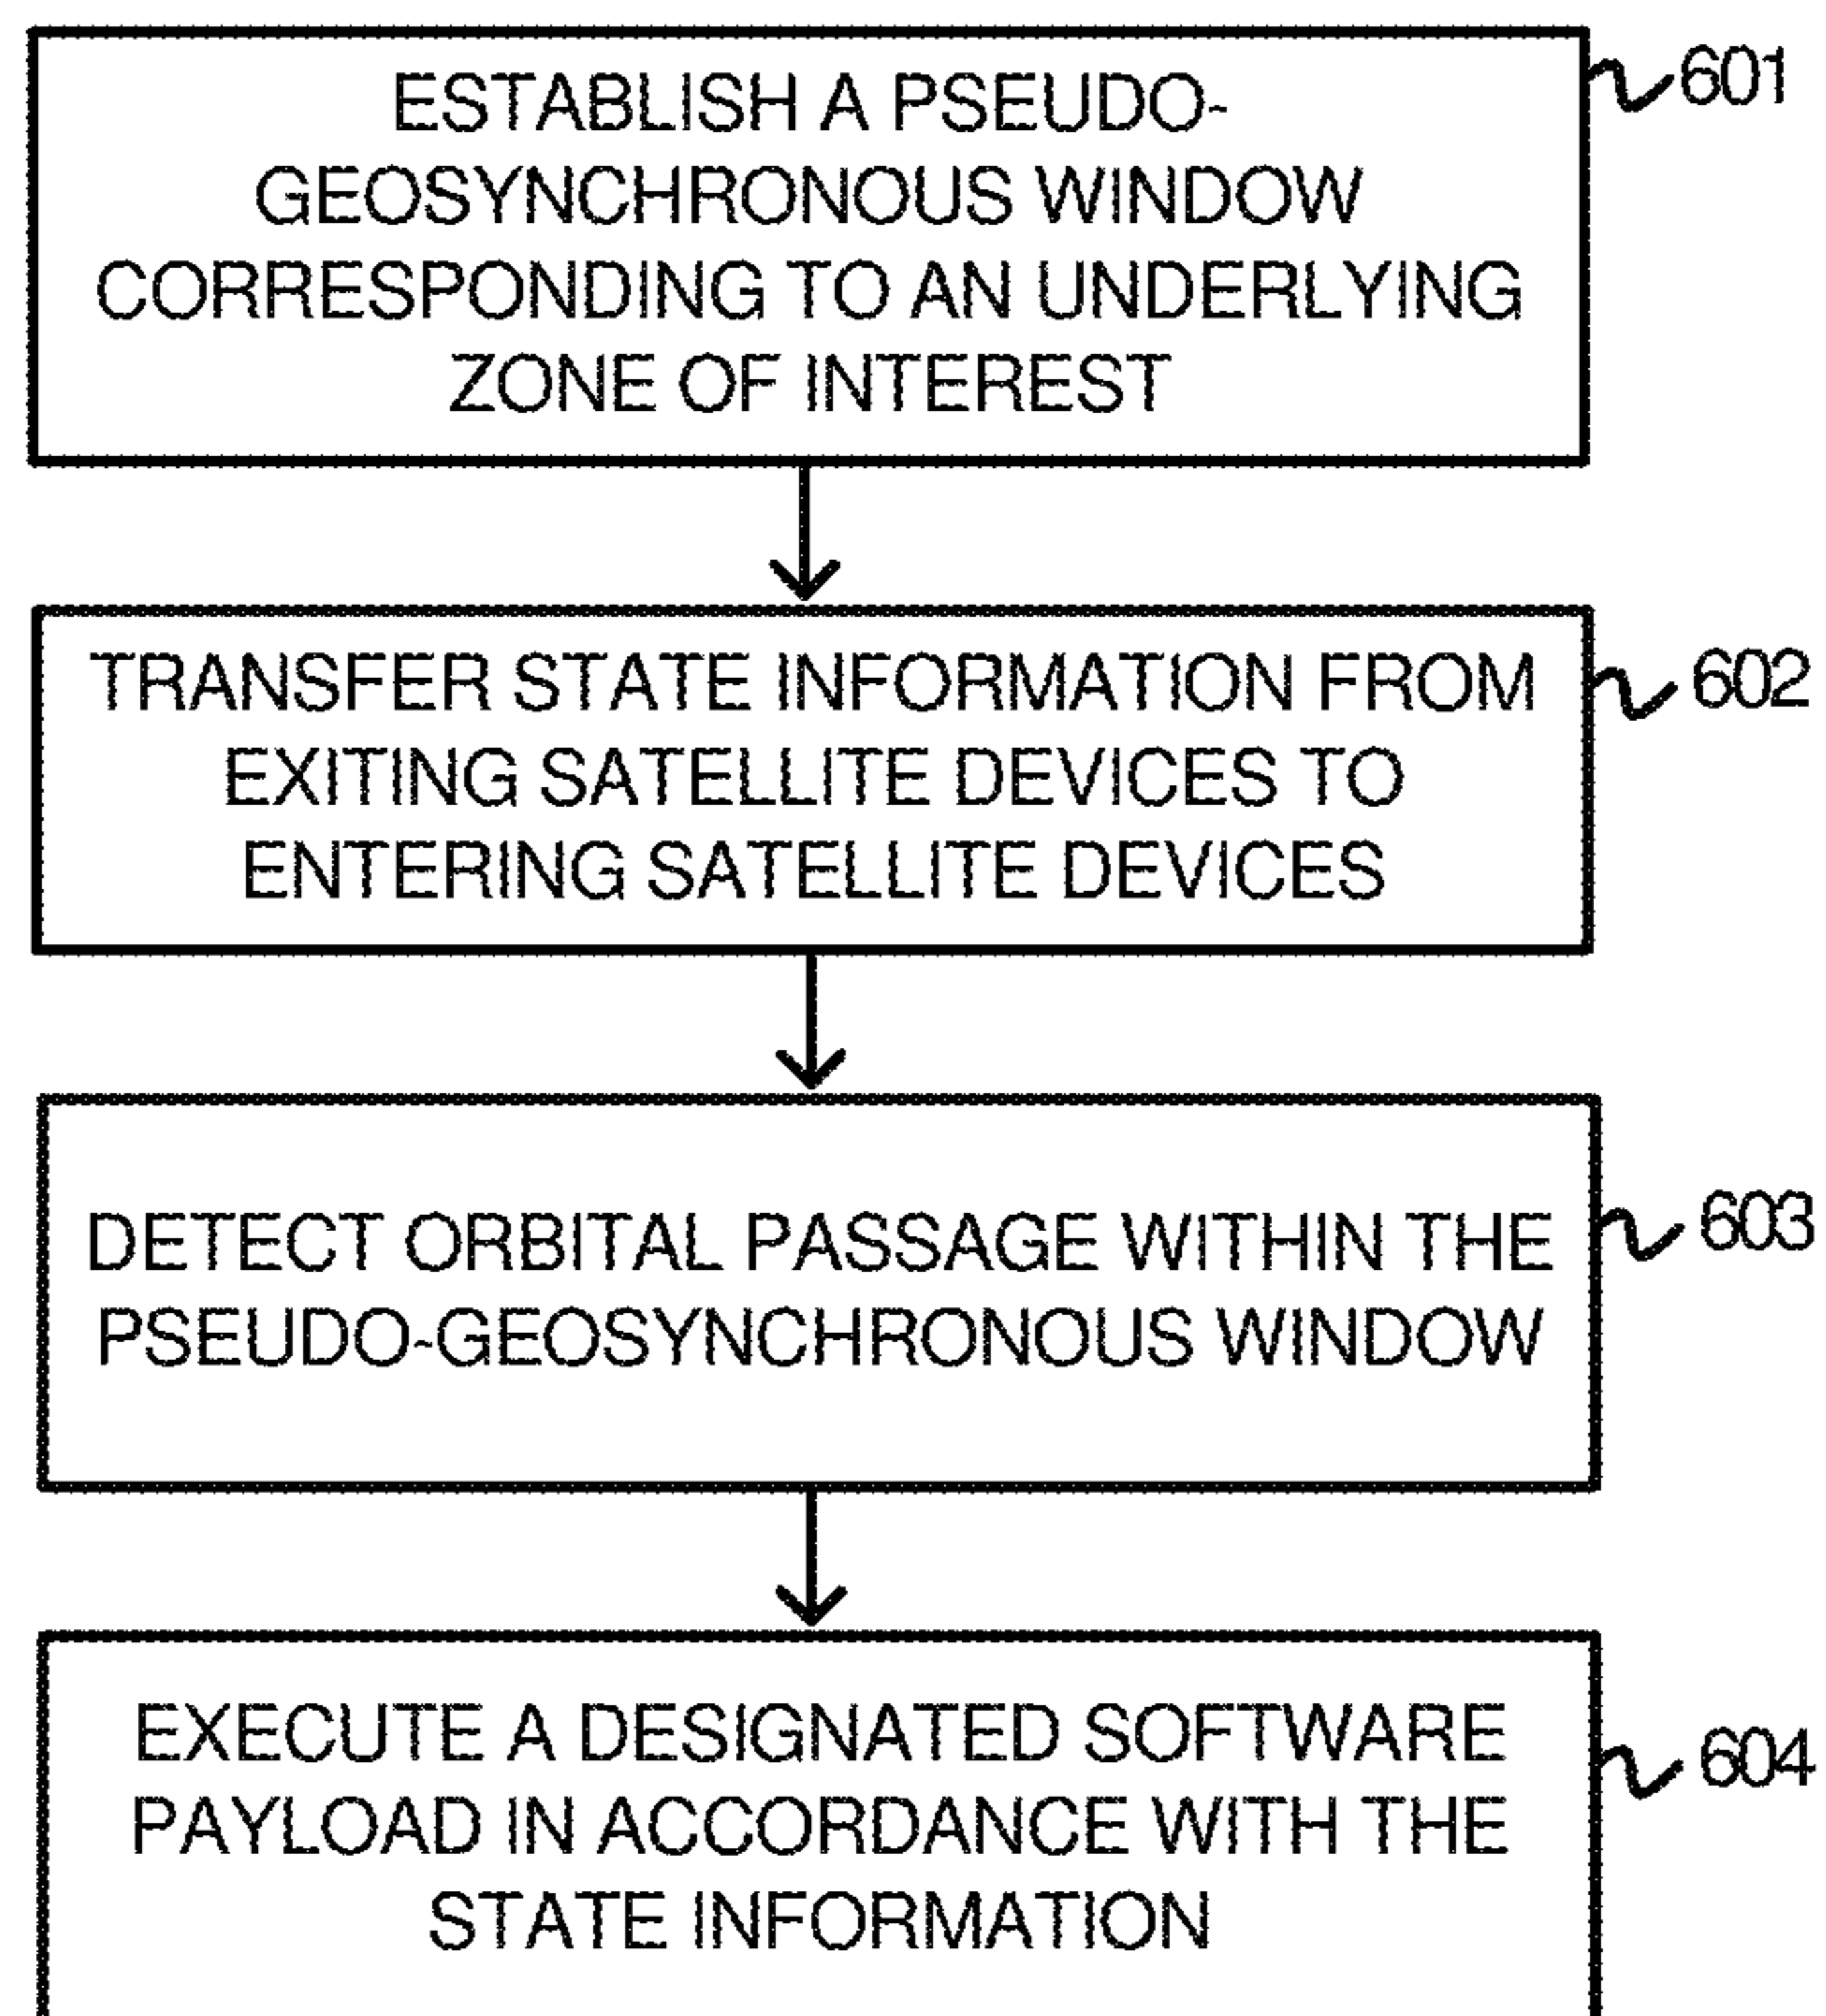 ESTABLISH A PSEUDO-
601
GEOSYNCHRONOUS WINDOW
CORRESPONDING TO AN UNDERLYING
ZONE OF INTEREST
TRANSFER STATE INFORMATION FROM
602
EXITING SATELLITE DEVICES TO
ENTERING SATELLITE DEVICES
DETECT ORBITAL PASSAGE WITHIN THE
603
PSEUDO-GEOSYNCHRONOUS WINDOW
EXECUTE A DESIGNATED SOFTWARE
604
PAYLOAD IN ACCORDANCE WITH THE
STATE INFORMATION